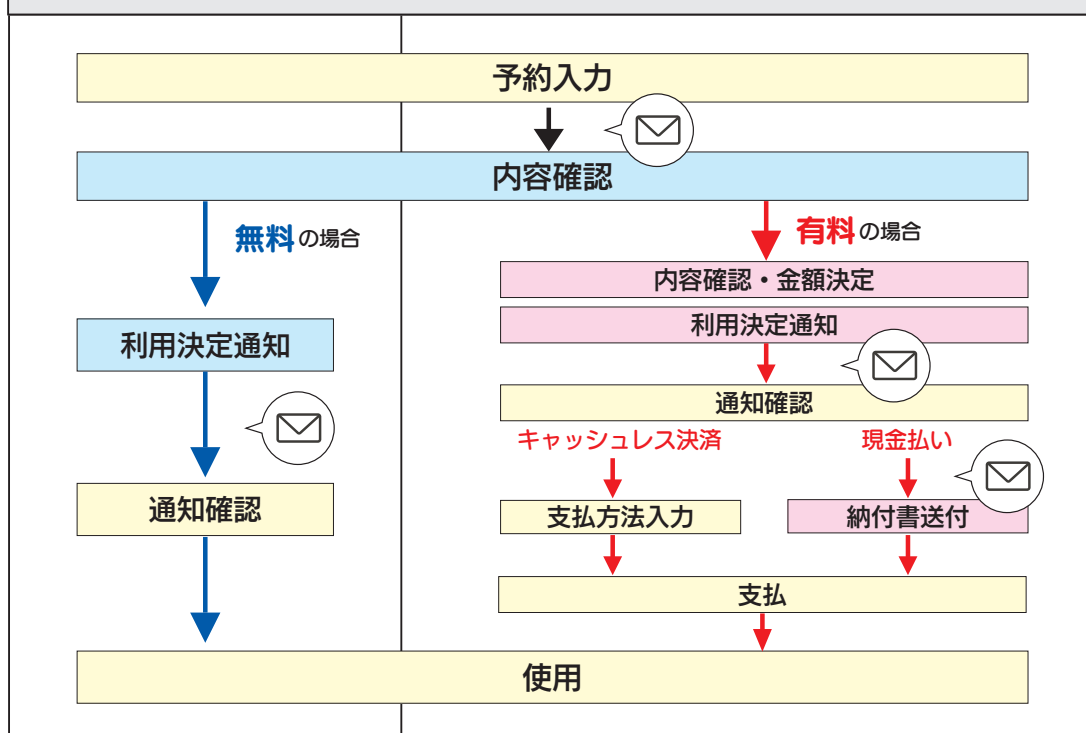 予約入力
内容確認
無料の場合
有料の場合
内容確認・金額決定
利用決定通知
利用決定通知
通知確認
キャッシュレス決済
現金払い
通知確認
支払方法入力
納付書送付
支払
使用